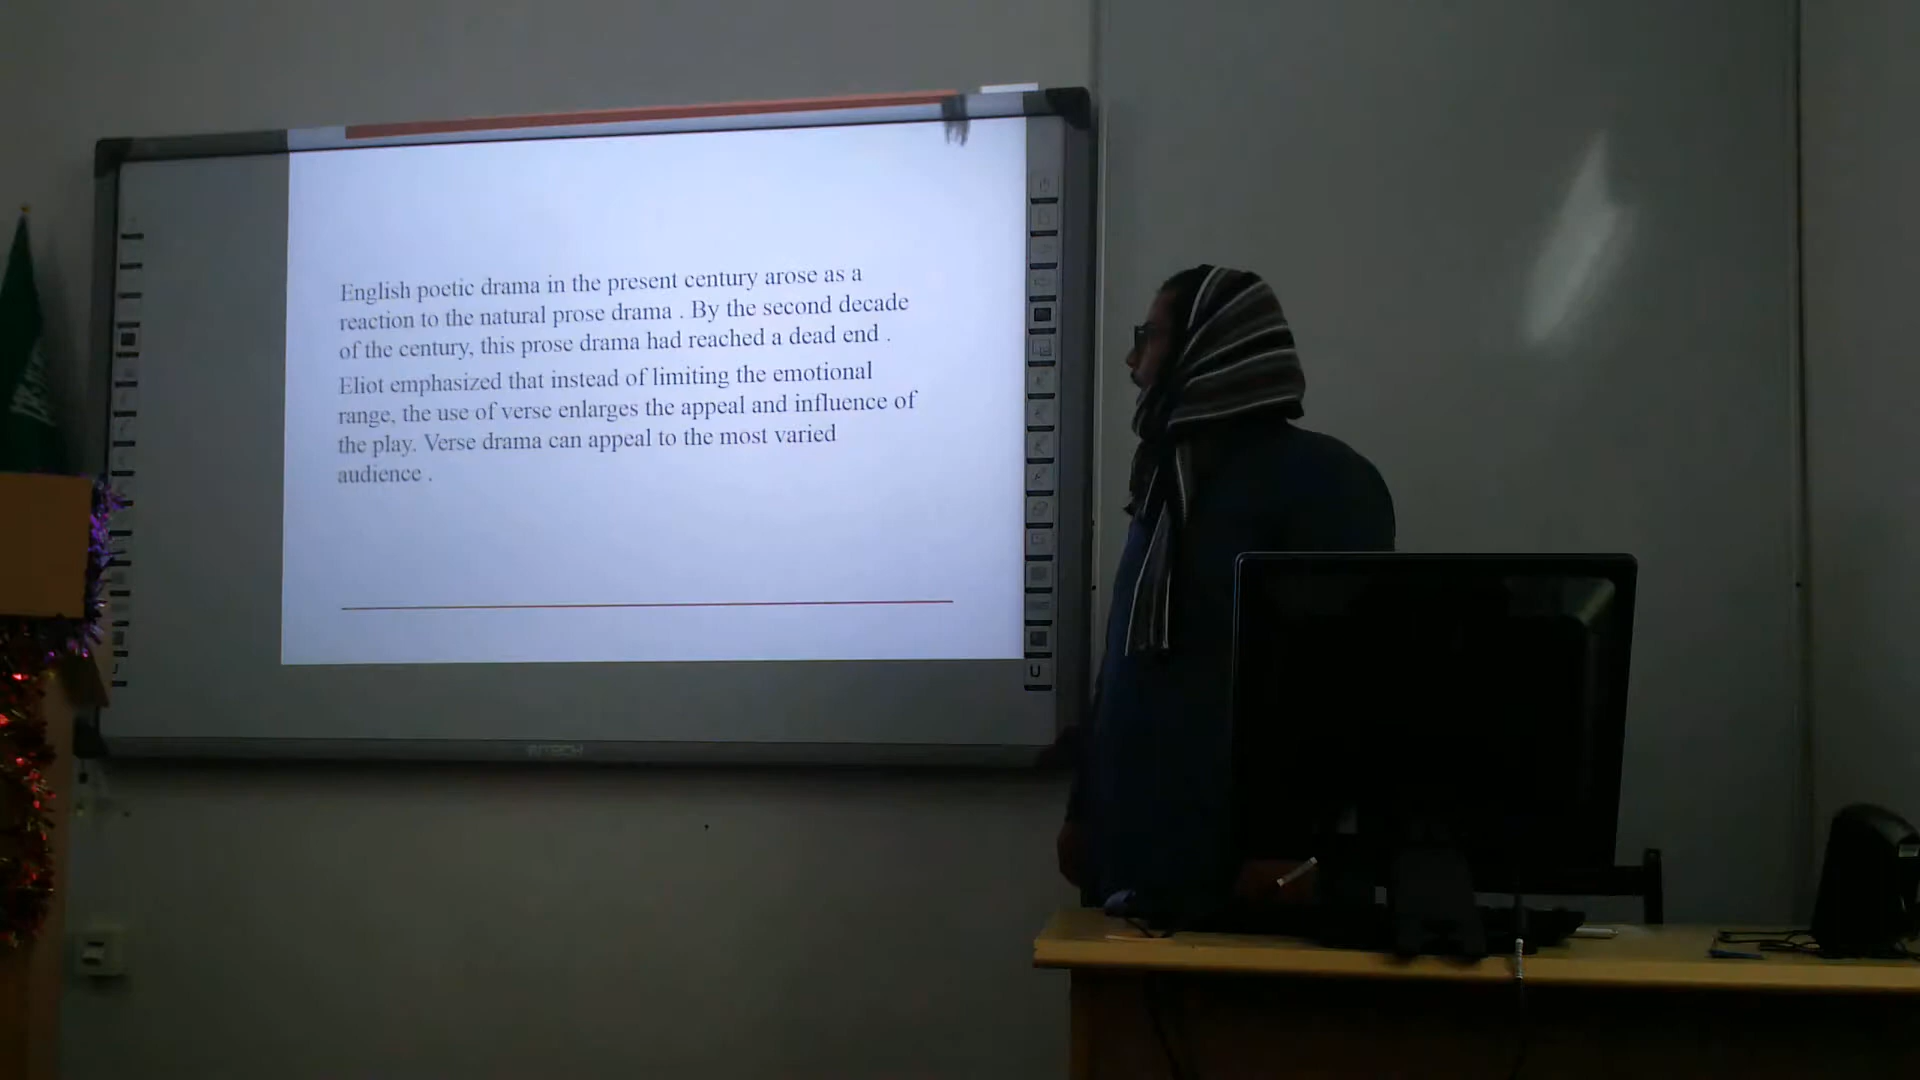 English poetic drama in the present century arose as a
reaction to the natural prose drama . By the second decade
of the century, this prose drama had reached a dead end .
Eliot emphasized that instead of limiting the emotional
range, the use of verse enlarges the appeal and influence of
the play. Verse drama can appeal to the most varied
audience .